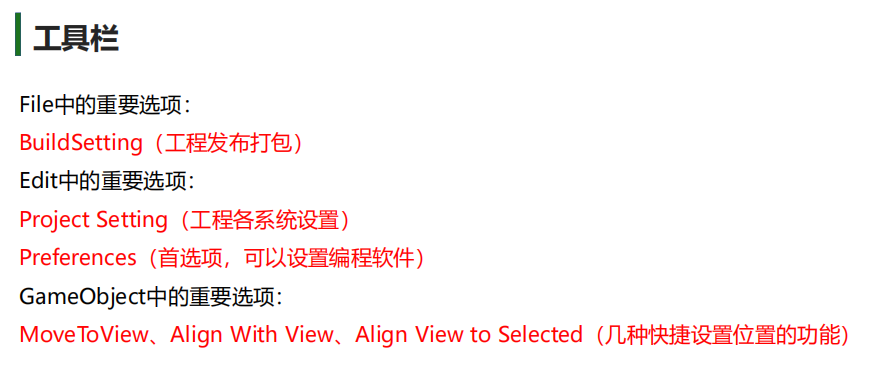 工具栏
File中的重要选项：
BuildSetting（工程发布打包）
Edit中的重要选项：
Project Setting（工程各系统设置）
Preferences（首选项，可以设置编程软件）
GameObject中的重要选项：
MoveToView、Align With View、Align View to Selected（几种快捷设置位置的功能）